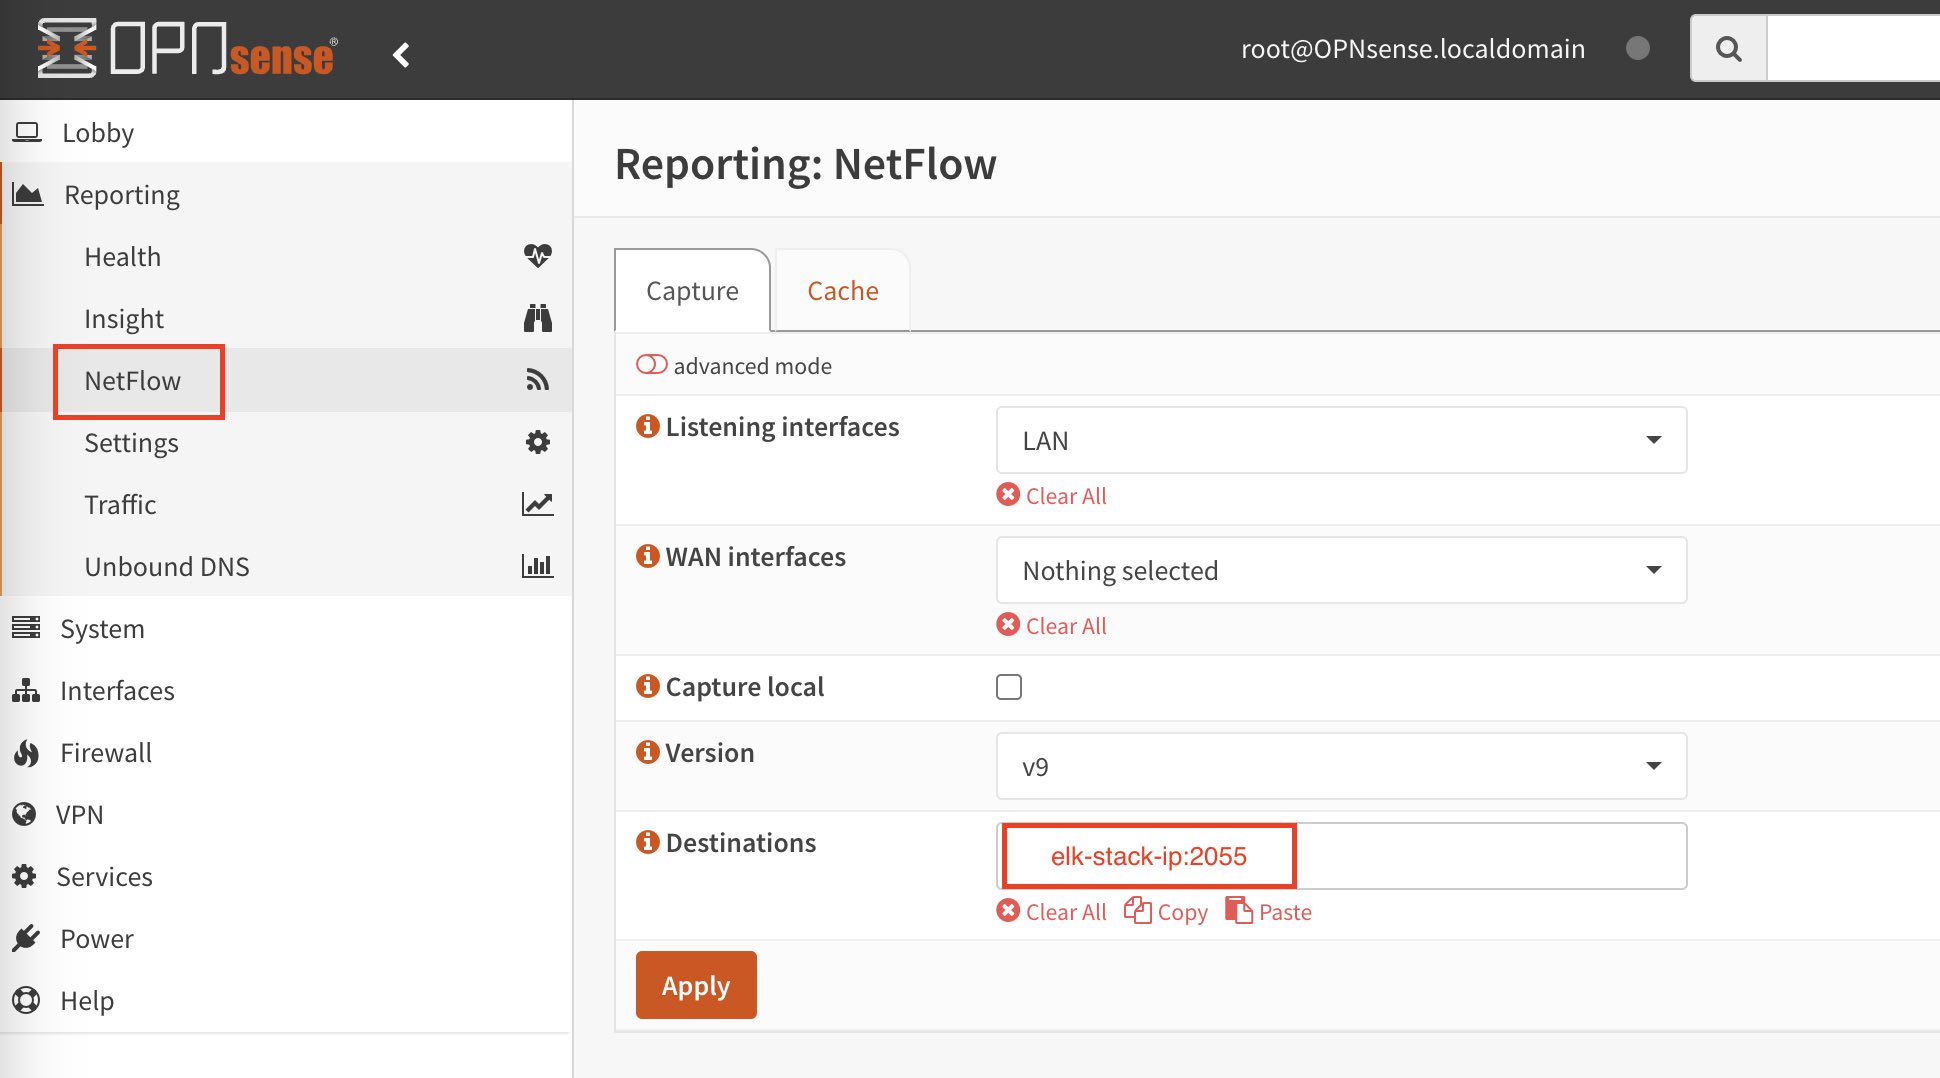 OPNsense®
root@OPNsense.localdomain
Lobby
Reporting
Health
Insight
NetFlow
Settings
Traffic
Unbound DNS
System
Interfaces
Firewall
VPN
Services
Power
Help
Reporting: NetFlow
Capture
Cache
advanced mode
Listening interfaces
LAN
Clear All
WAN interfaces
Nothing selected
Clear All
Capture local
Version
v9
Destinations
elk-stack-ip:2055
Clear All Copy Paste
Apply